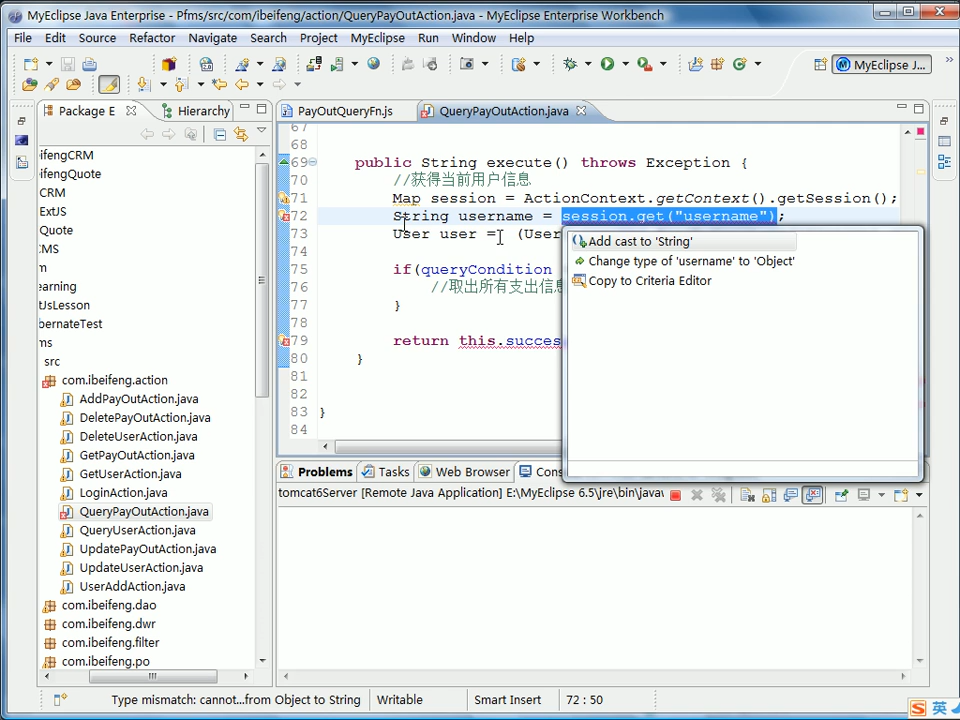 MyEclipse Java Enterprise - Pfms/src/com/ibeifeng/action/QueryPayOutAction.java - MyEclipse Enterprise Workbench
File Edit Source Refactor Navigate Search Project MyEclipse Run Window Help
MyEclipse J...
Package E
Hierarchy
PayOutQueryFn.js
QueryPayOutAction.java
eifengCRM
eifengQuote
CRM
ExtJS
CMS
m
earning
tUsLesson
bernateTest
ms
src
com.ibeifeng.action
AddPayOutAction.java
DeletePayOutAction.java
DeleteUserAction.java
GetPayOutAction.java
GetUserAction.java
LoginAction.java
QueryPayOutAction.java
QueryUserAction.java
UpdatePayOutAction.java
UpdateUserAction.java
UserAddAction.java
com.ibeifeng.dao
com.ibeifeng.dwr
com.ibeifeng.filter
com.ibeifeng.po
67
68
69 public String execute() throws Exception {
70 //获得当前用户信息
71 Map session = ActionContext.getContext().getSession();
72 String username = session.get("username");
73 User user = (User
74
75 if(queryCondition
76 //取出所有支出信息
77 }
78
79 return this.succes
80 }
81
82
83 }
84
Add cast to 'String'
Change type of 'username' to 'Object'
Copy to Criteria Editor
Problems Tasks Web Browser Cons
tomcat6Server [Remote Java Application] E:\MyEclipse 6.5\jre\bin\javaw
Type mismatch: cannot...from Object to String
Writable
Smart Insert
72 : 50
英